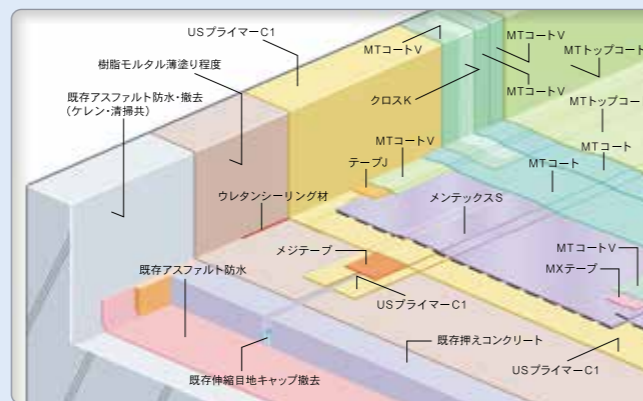 USプライマーC1
樹脂モルタル薄塗り程度
既存アスファルト防水・撤去
(ケレン・清掃共)
MTコートV
MTコートV
MTトップコート
クロスK
MTコートV
MTトップコー
MTコートV
MTコート
テープJ
MTコート
ウレタンシーリング材
メンテックスS
メジテープ
MTコートV
既存アスファルト防水
MXテープ
USプライマーC1
既存押えコンクリート
既存伸縮目地キャップ撤去
USプライマーC1